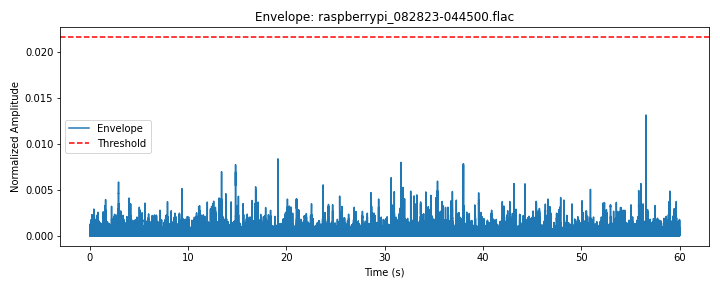 Envelope: raspberrypi_082823-044500.flac
Normalized Amplitude
0.020
0.015
0.010
0.005
0.000
Envelope
Threshold
0
10
20
30
40
50
60
Time (s)